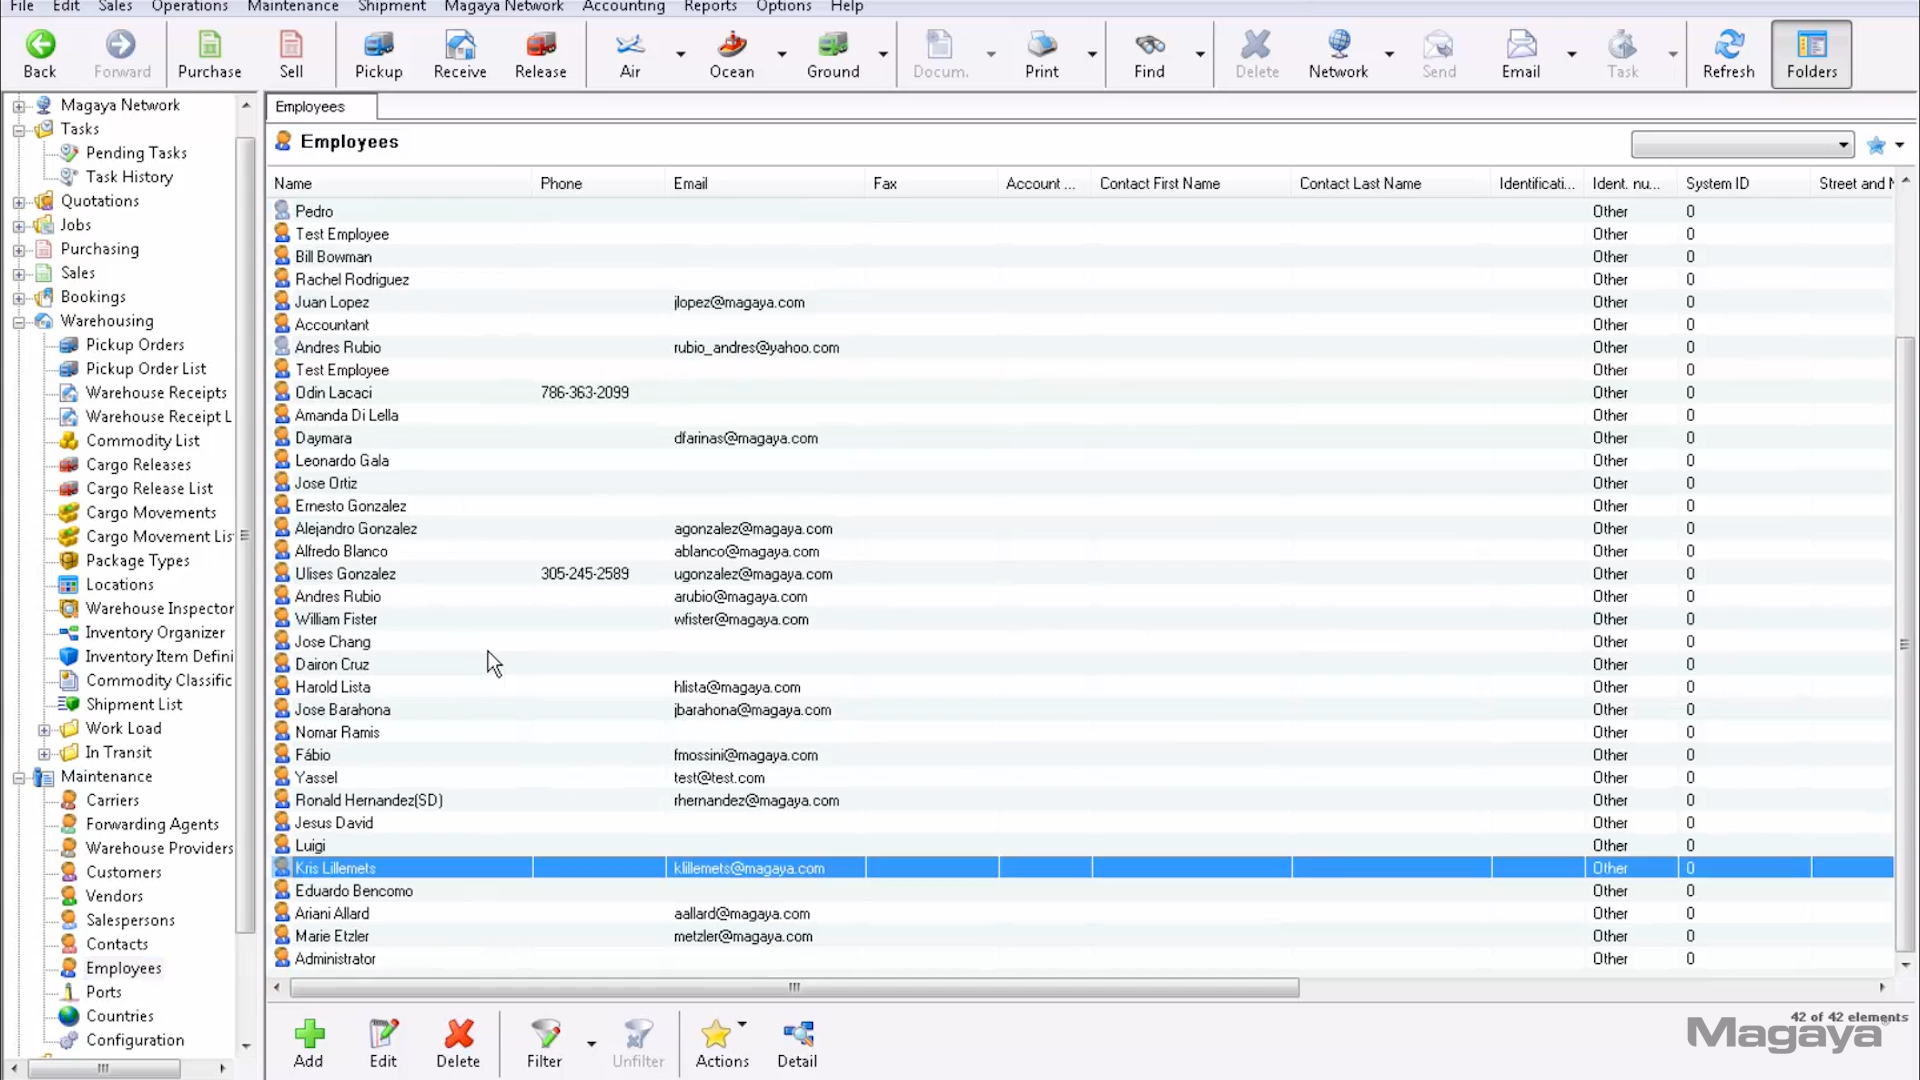 File Edit Sales Operations Maintenance Shipment Magaya Network Accounting Reports Options Help
Back Forward Purchase Sell Pickup Receive Release Air Ocean Ground Docum. Print Find Delete Network Send Email Task Refresh Folders
Magaya Network
Tasks
Pending Tasks
Task History
Quotations
Jobs
Purchasing
Sales
Bookings
Warehousing
Pickup Orders
Pickup Order List
Warehouse Receipts
Warehouse Receipt L
Commodity List
Cargo Releases
Cargo Release List
Cargo Movements
Cargo Movement Lis
Package Types
Locations
Warehouse Inspector
Inventory Organizer
Inventory Item Defini
Commodity Classific
Shipment List
Work Load
In Transit
Maintenance
Carriers
Forwarding Agents
Warehouse Providers
Customers
Vendors
Salespersons
Contacts
Employees
Ports
Countries
Configuration
Employees
Employees
Name Phone Email Fax Account ... Contact First Name Contact Last Name Identificati... Ident. nu... System ID Street and N
Pedro Other 0
Test Employee Other 0
Bill Bowman Other 0
Rachel Rodriguez Other 0
Juan Lopez jlopez@magaya.com Other 0
Accountant Other 0
Andres Rubio rubio_andres@yahoo.com Other 0
Test Employee Other 0
Odin Lacaci 786-363-2099 Other 0
Amanda Di Lella Other 0
Daymara dfarinas@magaya.com Other 0
Leonardo Gala Other 0
Jose Ortiz Other 0
Ernesto Gonzalez Other 0
Alejandro Gonzalez agonzalez@magaya.com Other 0
Alfredo Blanco ablanco@magaya.com Other 0
Ulises Gonzalez 305-245-2589 ugonzalez@magaya.com Other 0
Andres Rubio arubio@magaya.com Other 0
William Fister wfister@magaya.com Other 0
Jose Chang Other 0
Dairon Cruz Other 0
Harold Lista hlista@magaya.com Other 0
Jose Barahona jbarahona@magaya.com Other 0
Nomar Ramis Other 0
Fábio fmossini@magaya.com Other 0
Yassel test@test.com Other 0
Ronald Hernandez(SD) rhernandez@magaya.com Other 0
Jesus David Other 0
Luigi Other 0
Kris Lillemets klillemets@magaya.com Other 0
Eduardo Bencomo Other 0
Ariani Allard aallard@magaya.com Other 0
Marie Etzler metzler@magaya.com Other 0
Administrator Other 0
Add Edit Delete Filter Unfilter Actions Detail
42 of 42 elements
Magaya®